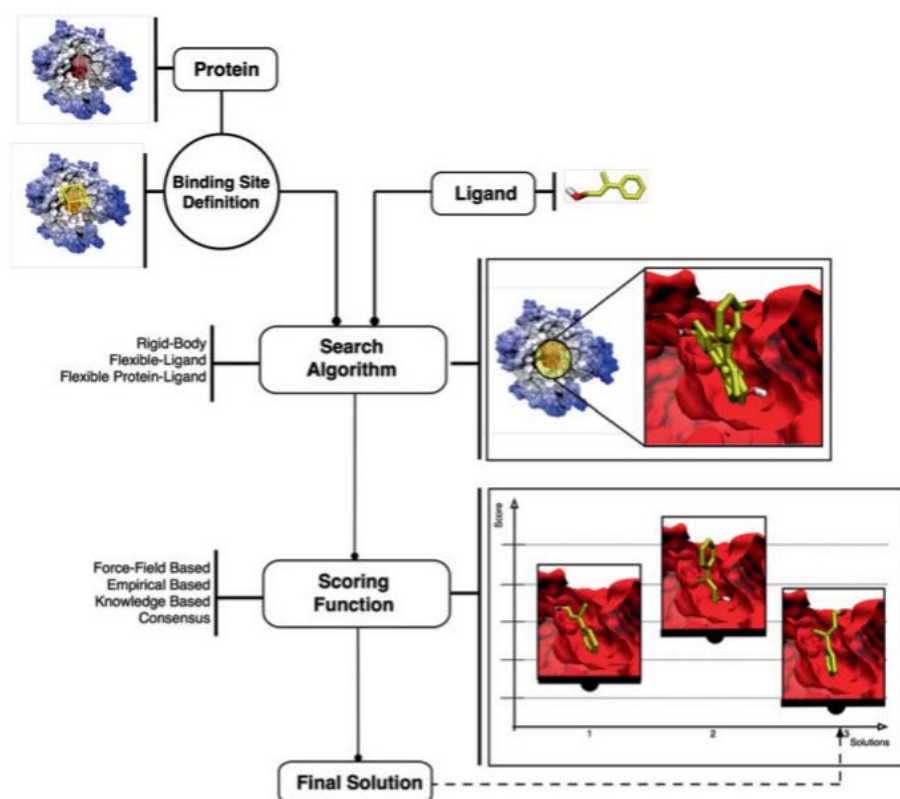 Protein
Binding Site
Definition
Ligand
Rigid-Body
Flexible-Ligand
Flexible Protein-Ligand
Search
Algorithm
Score
Force-Field Based
Empirical Based
Knowledge Based
Consensus
Scoring
Function
1
2
3
Solutions
Final Solution